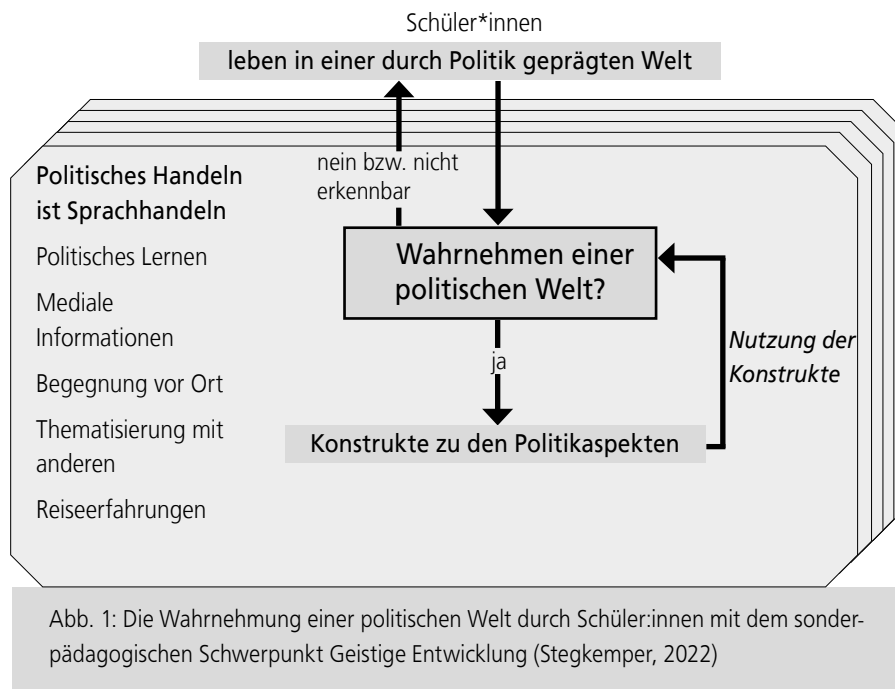 Schüler*innen
leben in einer durch Politik geprägten Welt
nein bzw. nicht
erkennbar
Politisches Handeln
ist Sprachhandeln
Politisches Lernen
Mediale
Informationen
Begegnung vor Ort
Thematisierung mit
anderen
Reiseerfahrungen
Wahrnehmen einer
politischen Welt?
ja
Nutzung der
Konstrukte
Konstrukte zu den Politikaspekten
Abb. 1: Die Wahrnehmung einer politischen Welt durch Schüler:innen mit dem sonder-
pädagogischen Schwerpunkt Geistige Entwicklung (Stegkemper, 2022)